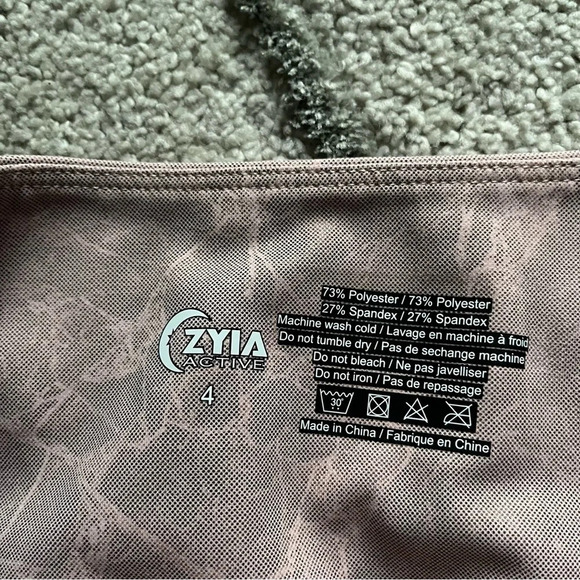 ZYIA
ACTIVE
4
73% Polyester / 73% Polyester
27% Spandex / 27% Spandex
Machine wash cold / Lavage en machine à froid
Do not tumble dry / Pas de sechange machine
Do not bleach / Ne pas javelliser
Do not iron / Pas de repassage
30°
Made in China / Fabrique en Chine